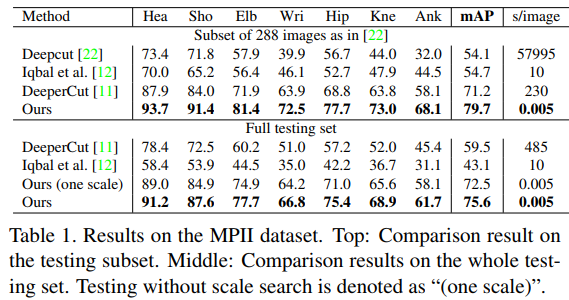 Method Hea Sho Elb Wri Hip Kne Ank mAP s/image
Subset of 288 images as in [22]
Deepcut [22] 73.4 71.8 57.9 39.9 56.7 44.0 32.0 54.1 57995
Iqbal et al. [12] 70.0 65.2 56.4 46.1 52.7 47.9 44.5 54.7 10
DeeperCut [11] 87.9 84.0 71.9 63.9 68.8 63.8 58.1 71.2 230
Ours 93.7 91.4 81.4 72.5 77.7 73.0 68.1 79.7 0.005
Full testing set
DeeperCut [11] 78.4 72.5 60.2 51.0 57.2 52.0 45.4 59.5 485
Iqbal et al. [12] 58.4 53.9 44.5 35.0 42.2 36.7 31.1 43.1 10
Ours (one scale) 89.0 84.9 74.9 64.2 71.0 65.6 58.1 72.5 0.005
Ours 91.2 87.6 77.7 66.8 75.4 68.9 61.7 75.6 0.005
Table 1. Results on the MPII dataset. Top: Comparison result on
the testing subset. Middle: Comparison results on the whole test-
ing set. Testing without scale search is denoted as “(one scale)”.